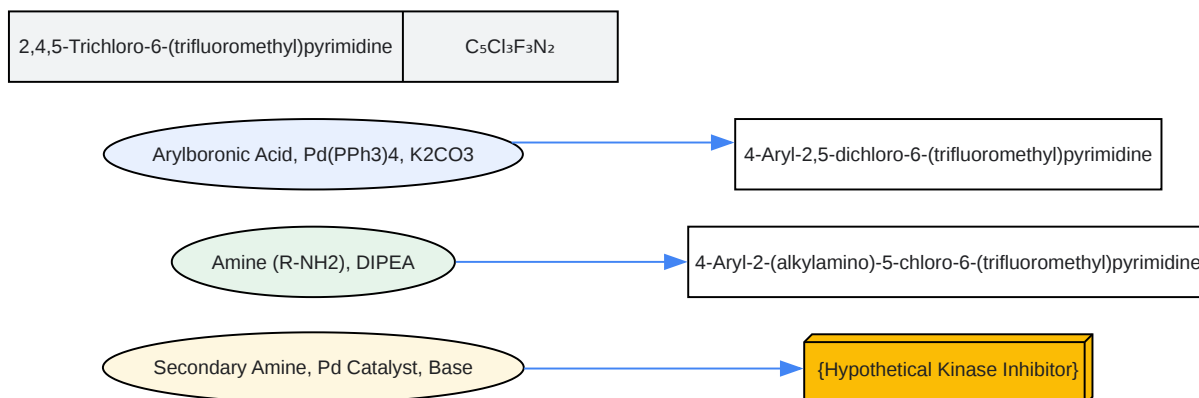 2,4,5-Trichloro-6-(trifluoromethyl)pyrimidine C₅Cl₃F₃N₂
Arylboronic Acid, Pd(PPh3)4, K2CO3 4-Aryl-2,5-dichloro-6-(trifluoromethyl)pyrimidine
Amine (R-NH2), DIPEA 4-Aryl-2-(alkylamino)-5-chloro-6-(trifluoromethyl)pyrimidine
Secondary Amine, Pd Catalyst, Base {Hypothetical Kinase Inhibitor}